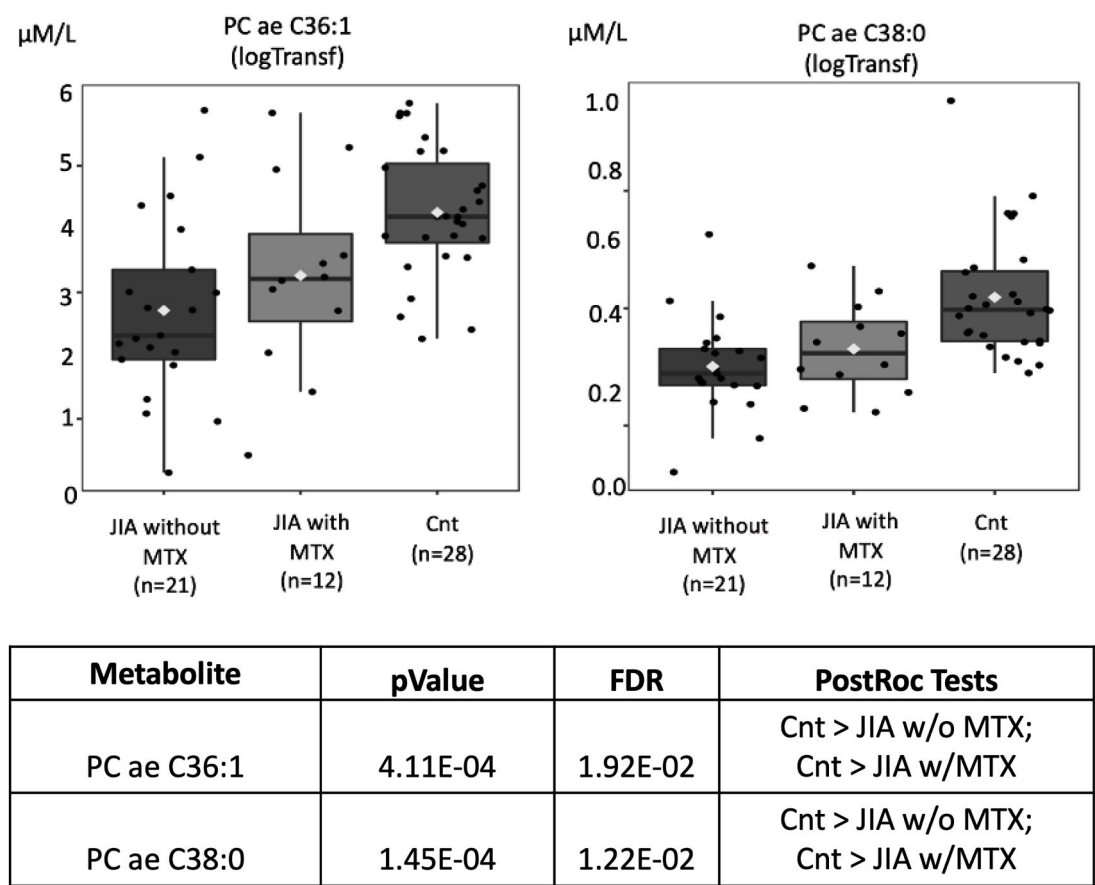 μM/L
PC ae C36:1
(logTransf)
6
5
4
3
2
1
0
JIA without
MTX
(n=21)
JIA with
MTX
(n=12)
Cnt
(n=28)
μM/L
PC ae C38:0
(logTransf)
1.0
0.8
0.6
0.4
0.2
0.0
JIA without
MTX
(n=21)
JIA with
MTX
(n=12)
Cnt
(n=28)
Metabolite pValue FDR PostRoc Tests
PC ae C36:1 4.11E-04 1.92E-02 Cnt > JIA w/o MTX;
Cnt > JIA w/MTX
PC ae C38:0 1.45E-04 1.22E-02 Cnt > JIA w/o MTX;
Cnt > JIA w/MTX